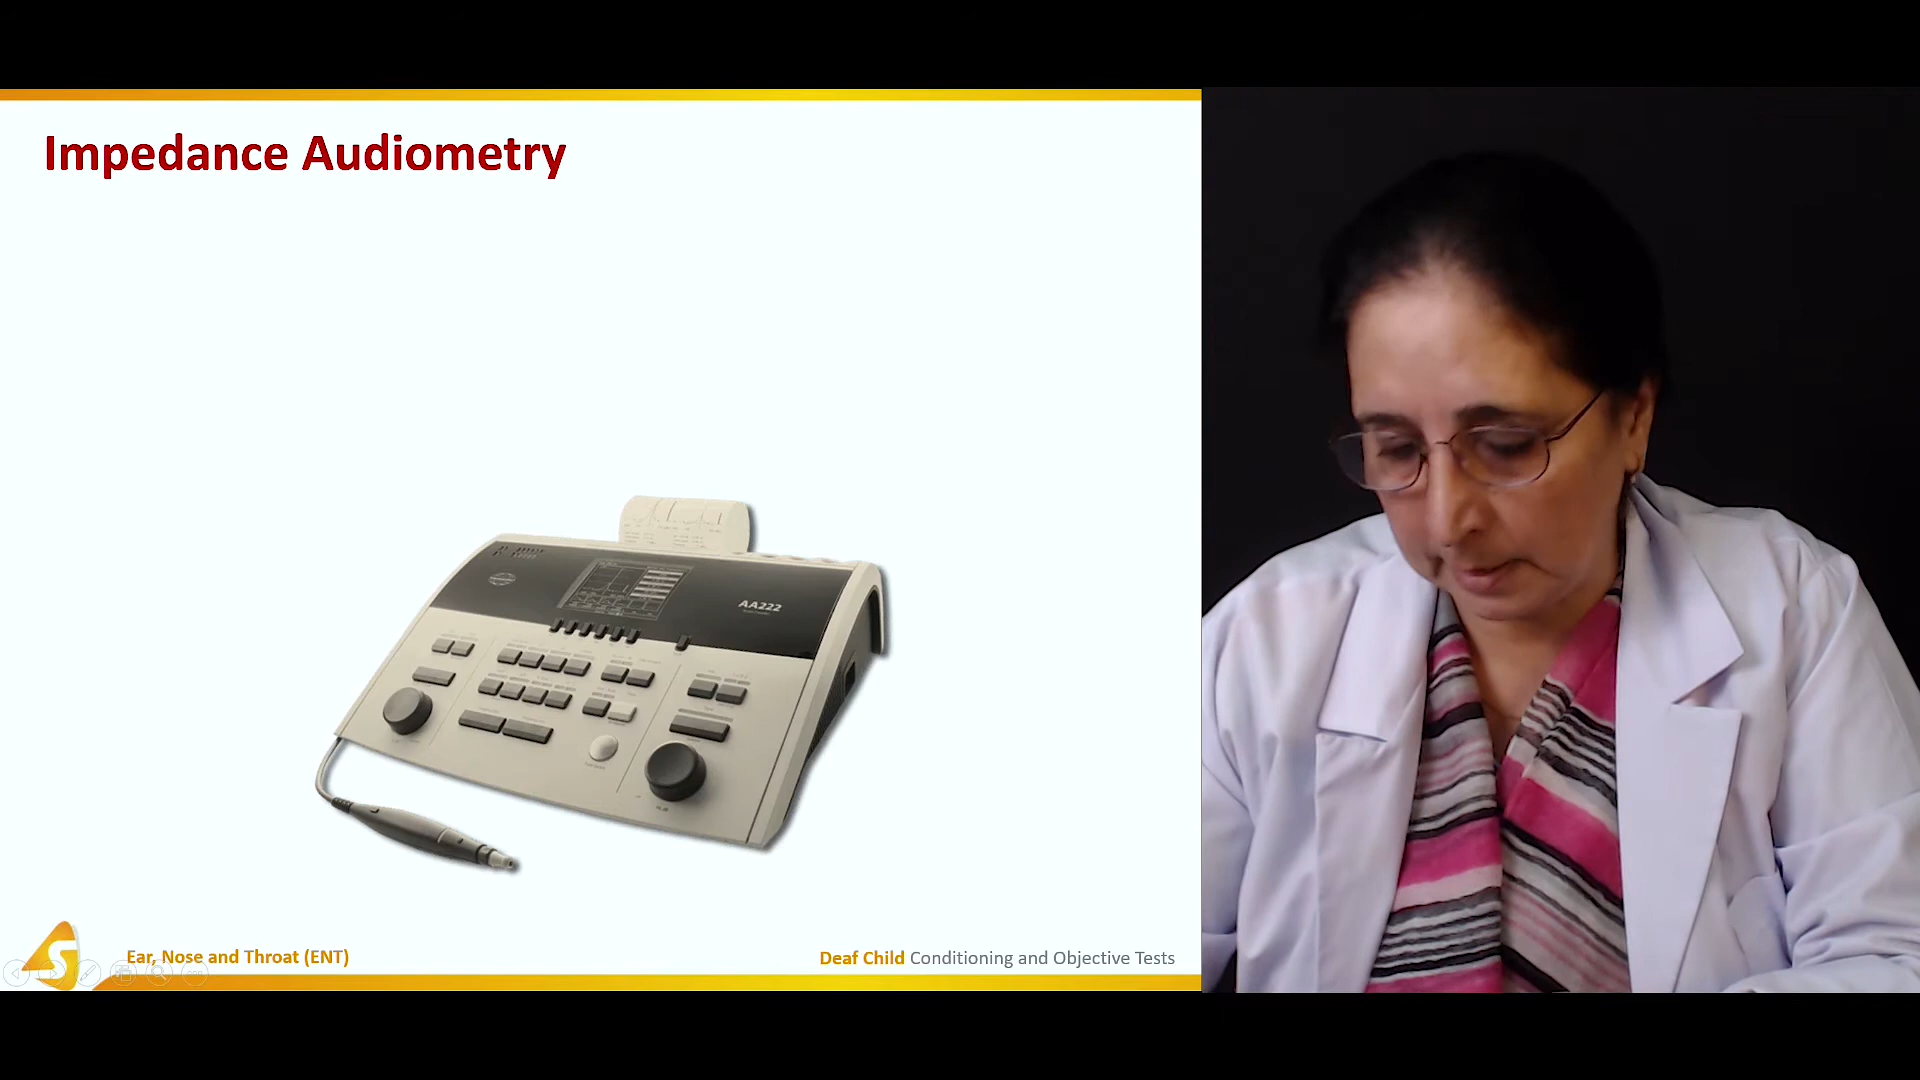 Impedance Audiometry
AA222
Ear, Nose and Throat (ENT)
Deaf Child Conditioning and Objective Tests